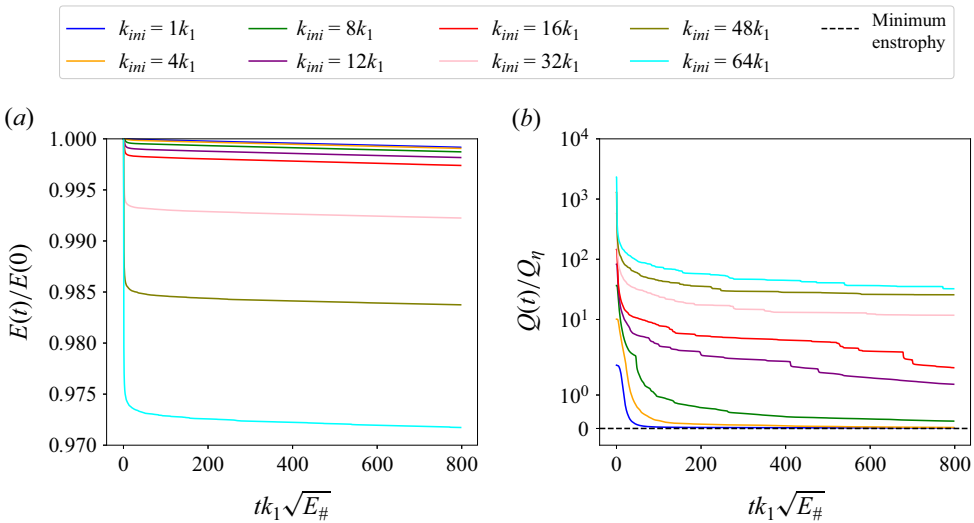 k_ini = 1k_1 k_ini = 8k_1 k_ini = 16k_1 k_ini = 48k_1 Minimum enstrophy
k_ini = 4k_1 k_ini = 12k_1 k_ini = 32k_1 k_ini = 64k_1
(a)
1.000
0.995
0.990
0.985
0.980
0.975
0.970
E(t)/E(0)
0 200 400 600 800
tk_1√E_#
(b)
10^4
10^3
10^2
10^1
10^0
0
Q(t)/Q_η
0 200 400 600 800
tk_1√E_#